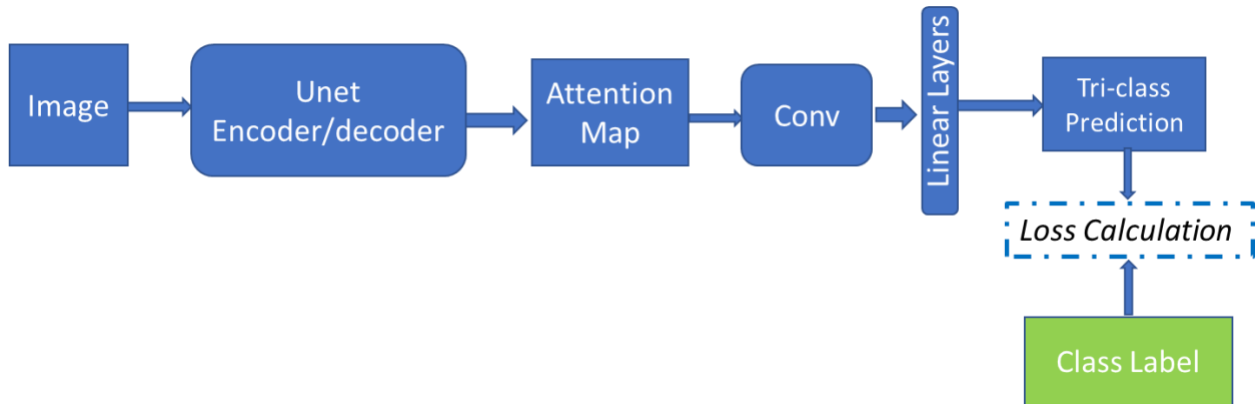 Image
Unet
Encoder/decoder
Attention
Map
Conv
Linear Layers
Tri-class
Prediction
Loss Calculation
Class Label